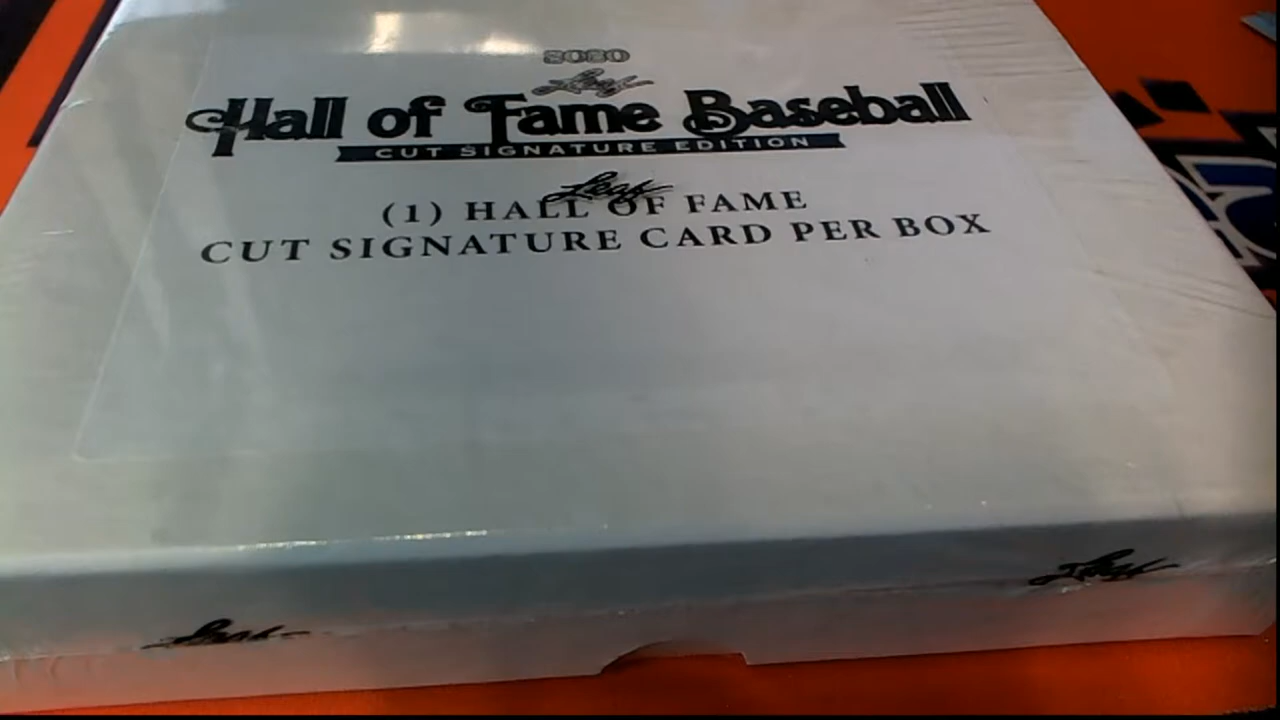 2020
Leaf
Hall of Fame Baseball
CUT SIGNATURE EDITION
Leaf
(1) HALL OF FAME
CUT SIGNATURE CARD PER BOX
Leaf
Leaf